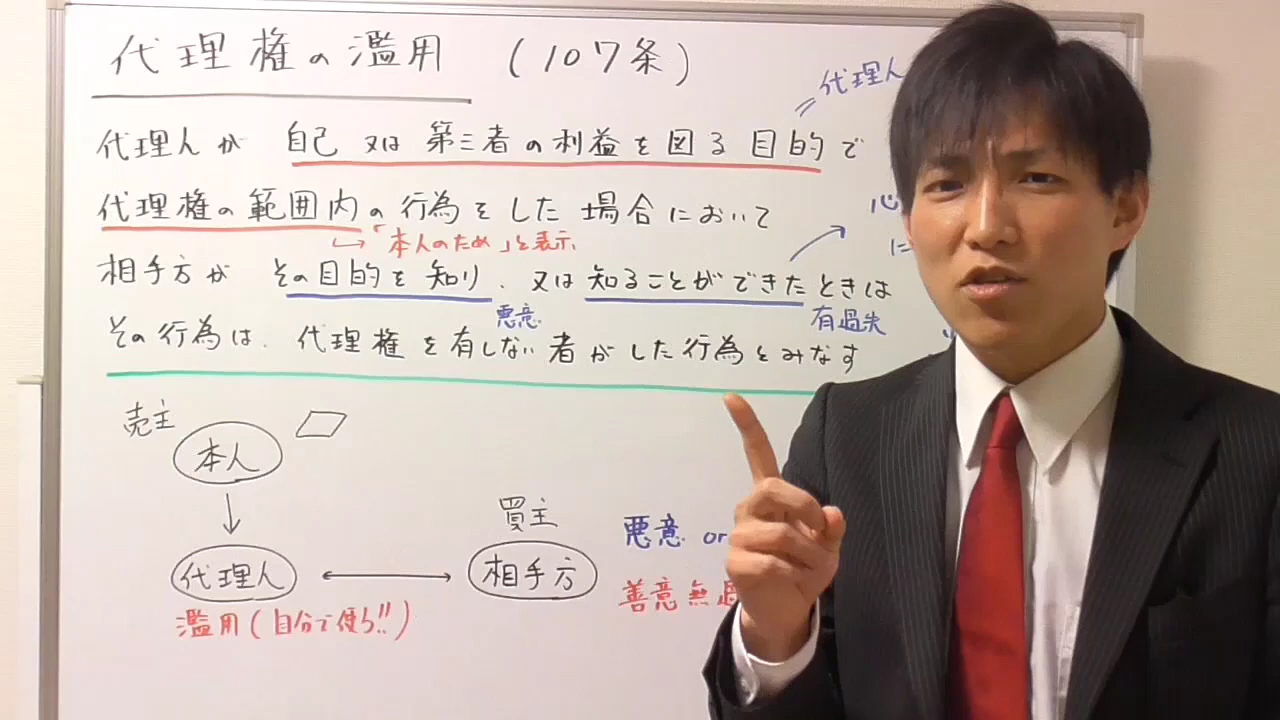 代理権の濫用 (107条)
代理人
代理人が 自己 又は 第三者の利益を図る目的で
代理権の範囲内の行為をした場合において
心
↳「本人のため」と表示
に
相手方が その目的を知り、又は知ることができたときは
悪意
有過失
その行為は、代理権を有しない者がした行為とみなす
売主
本人
買主
悪意 or
代理人
相手方
善意無過
濫用(自分で使う!!)